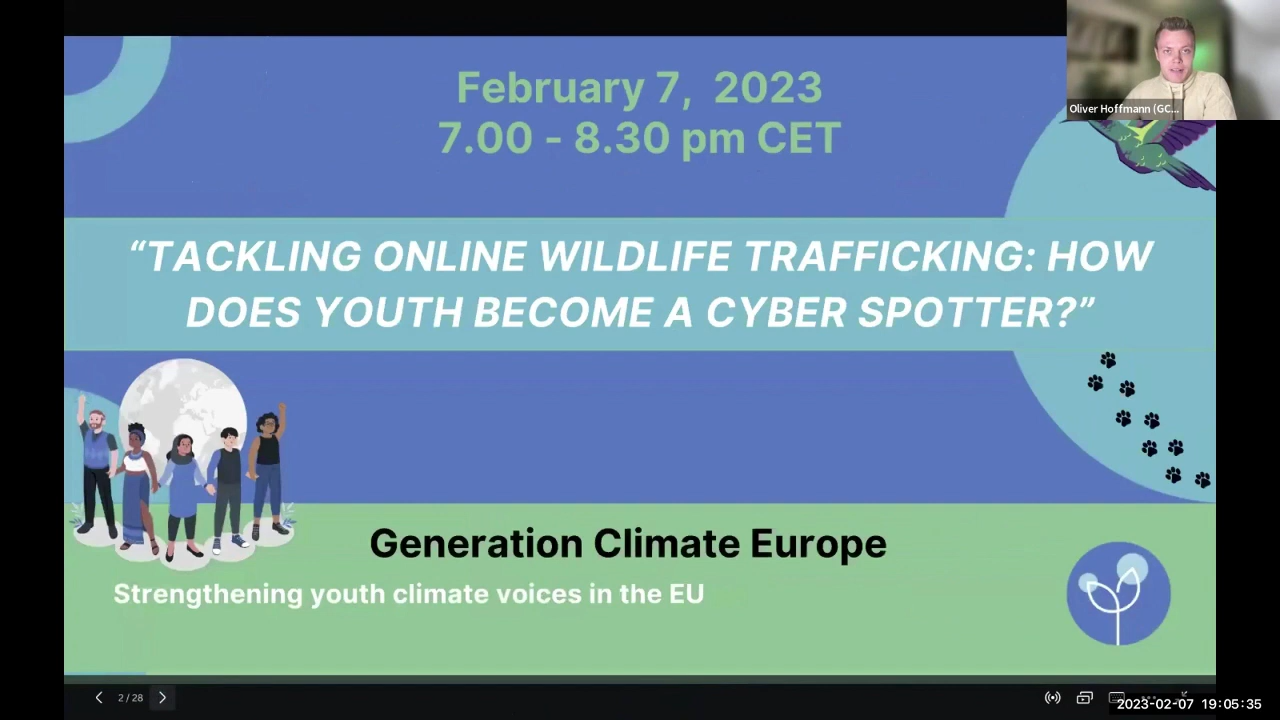 February 7, 2023
7.00 - 8.30 pm CET
Oliver Hoffmann (GC...
“TACKLING ONLINE WILDLIFE TRAFFICKING: HOW
DOES YOUTH BECOME A CYBER SPOTTER?”
Generation Climate Europe
Strengthening youth climate voices in the EU
2 / 28
2023-02-07 19:05:35